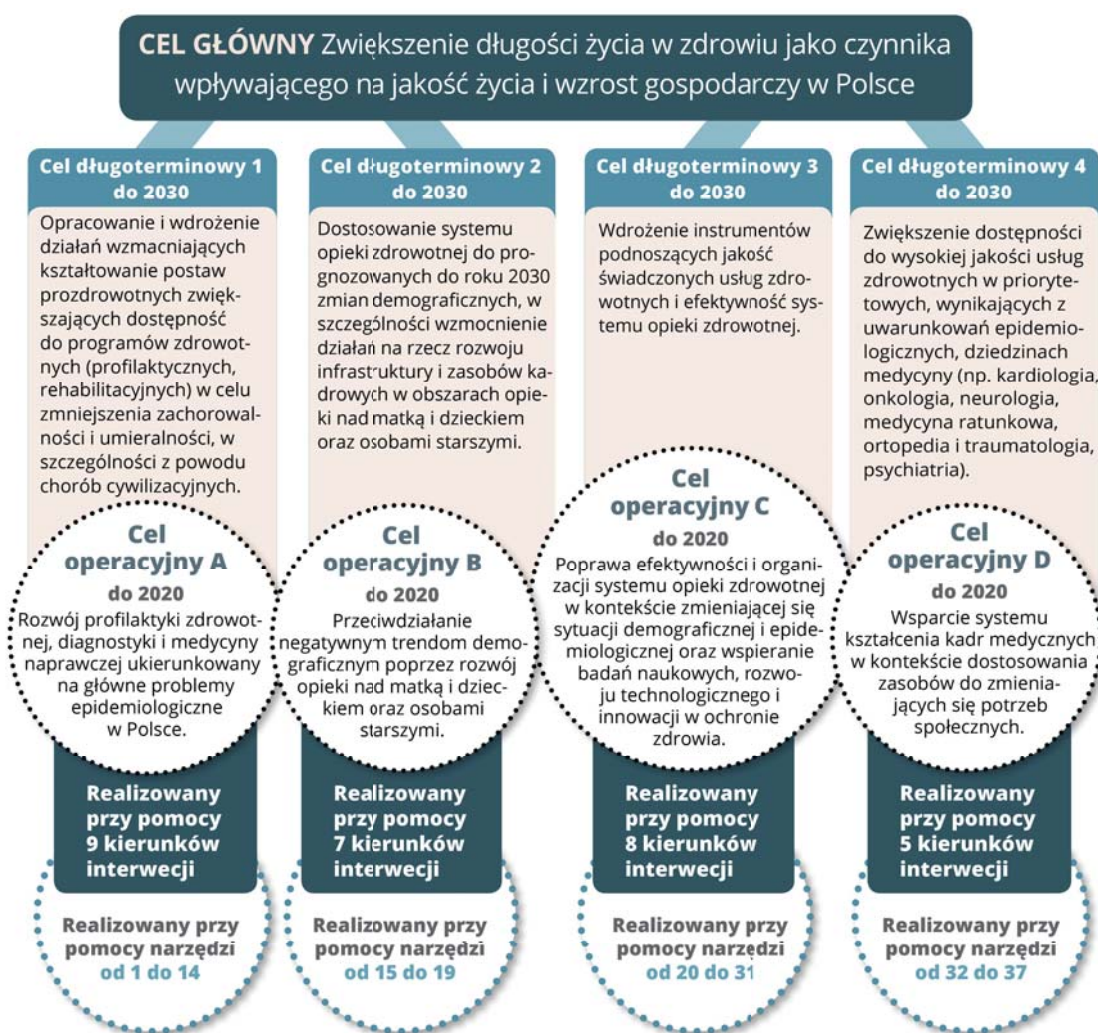 CEL GŁÓWNY Zwiększenie długości życia w zdrowiu jako czynnika
wpływającego na jakość życia i wzrost gospodarczy w Polsce
Cel długoterminowy 1
do 2030
Opracowanie i wdrożenie
działań wzmacniających
kształtowanie postaw
prozdrowotnych zwięk-
szających dostępność
do programów zdrowot-
nych (profilaktycznych,
rehabilitacyjnych) w celu
zmniejszenia zachorowal-
ności i umieralności, w
szczególności z powodu
chorób cywilizacyjnych.
Cel
operacyjny A
do 2020
Rozwój profilaktyki zdrowot-
nej, diagnostyki i medycyny
naprawczej ukierunkowany
na główne problemy
epidemiologiczne
w Polsce.
Realizowany
przy pomocy
9 kierunków
interwecji
Realizowany przy
pomocy narzędzi
od 1 do 14
Cel długoterminowy 2
do 2030
Dostosowanie systemu
opieki zdrowotnej do pro-
gnozowanych do roku 2030
zmian demograficznych, w
szczególności wzmocnienie
działań na rzecz rozwoju
infrastruktury i zasobów ka-
drowych w obszarach opie-
ki nad matką i dzieckiem
oraz osobami starszymi.
Cel
operacyjny B
do 2020
Przeciwdziałanie
negatywnym trendom demo-
graficznym poprzez rozwój
opieki nad matką i dziec-
kiem oraz osobami
starszymi.
Realizowany
przy pomocy
7 kierunków
interwecji
Realizowany przy
pomocy narzędzi
od 15 do 19
Cel długoterminowy 3
do 2030
Wdrożenie instrumentów
podnoszących jakość
świadczonych usług zdro-
wotnych i efektywność sys-
temu opieki zdrowotnej.
Cel
operacyjny C
do 2020
Poprawa efektywności i organi-
zacji systemu opieki zdrowotnej
w kontekście zmieniającej się
sytuacji demograficznej i epide-
miologicznej oraz wspieranie
badań naukowych, rozwo-
ju technologicznego i
innowacji w ochronie
zdrowia.
Realizowany
przy pomocy
8 kierunków
interwecji
Realizowany przy
pomocy narzędzi
od 20 do 31
Cel długoterminowy 4
do 2030
Zwiększenie dostępności
do wysokiej jakości usług
zdrowotnych w prioryte-
towych, wynikających z
uwarunkowań epidemio-
logicznych, dziedzinach
medycyny (np. kardiologia,
onkologia, neurologia,
medycyna ratunkowa,
ortopedia i traumatologia,
psychiatria).
Cel
operacyjny D
do 2020
Wsparcie systemu
kształcenia kadr medycznych
w kontekście dostosowania
zasobów do zmienia-
jących się potrzeb
społecznych.
Realizowany
przy pomocy
5 kierunków
interwecji
Realizowany przy
pomocy narzędzi
od 32 do 37